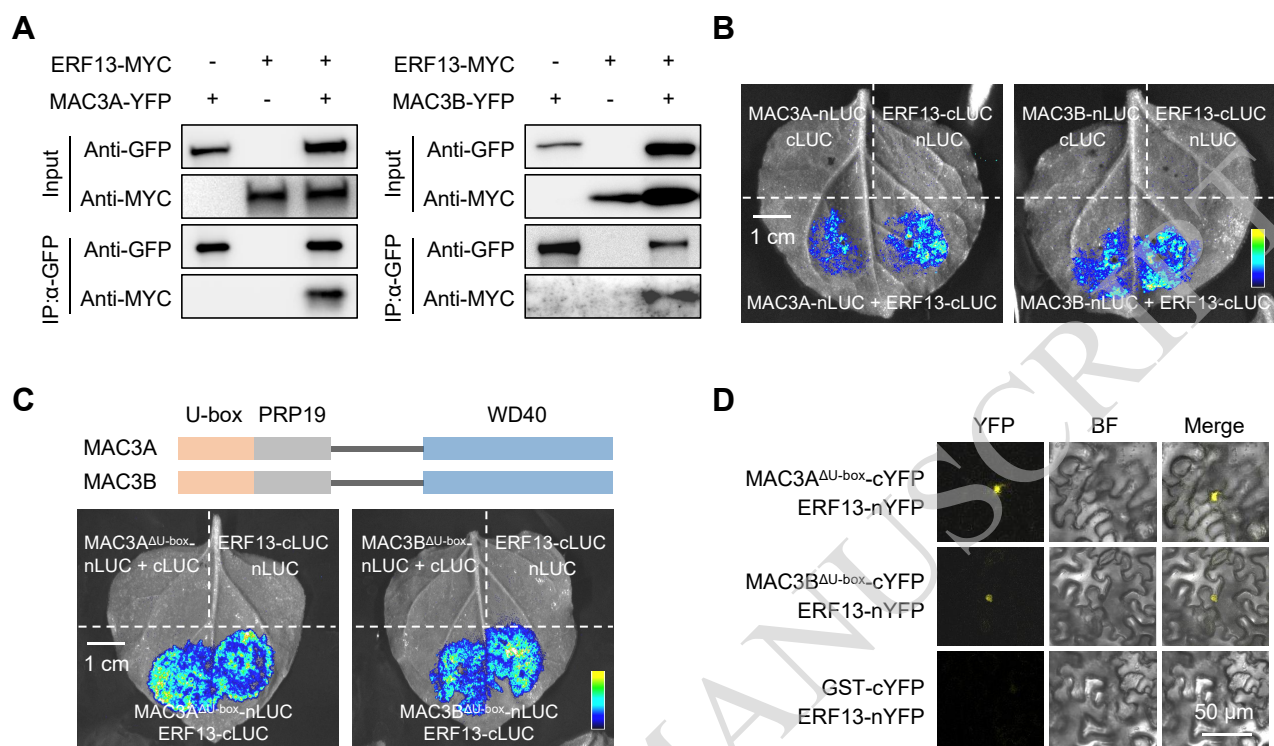 A
ERF13-MYC - + +
MAC3A-YFP + - +
Input
Anti-GFP
Anti-MYC
IP:α-GFP
Anti-GFP
Anti-MYC
ERF13-MYC - + +
MAC3B-YFP + - +
Input
Anti-GFP
Anti-MYC
IP:α-GFP
Anti-GFP
Anti-MYC
B
MAC3A-nLUC ERF13-cLUC
cLUC nLUC
1 cm
MAC3A-nLUC + ERF13-cLUC
MAC3B-nLUC ERF13-cLUC
cLUC nLUC
MAC3B-nLUC + ERF13-cLUC
C
U-box PRP19 WD40
MAC3A
MAC3B
MAC3AΔU-box- ERF13-cLUC
nLUC + cLUC nLUC
1 cm
MAC3AΔU-box-nLUC
ERF13-cLUC
MAC3BΔU-box- ERF13-cLUC
nLUC + cLUC nLUC
MAC3BΔU-box-nLUC
ERF13-cLUC
D
YFP BF Merge
MAC3AΔU-box-cYFP
ERF13-nYFP
MAC3BΔU-box-cYFP
ERF13-nYFP
GST-cYFP
ERF13-nYFP
50 µm
MANUSCRIPT